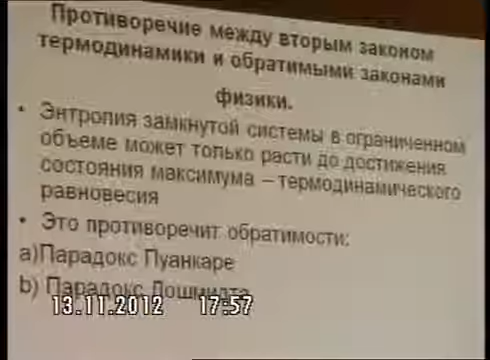 Противоречие между вторым законом
термодинамики и обратимыми законами
физики.
• Энтропия замкнутой системы в ограниченном
объеме может только расти до достижения
состояния максимума – термодинамического
равновесия
• Это противоречит обратимости:
a)Парадокс Пуанкаре
b) Парадокс Лошмидта
13.11.2012 17:57